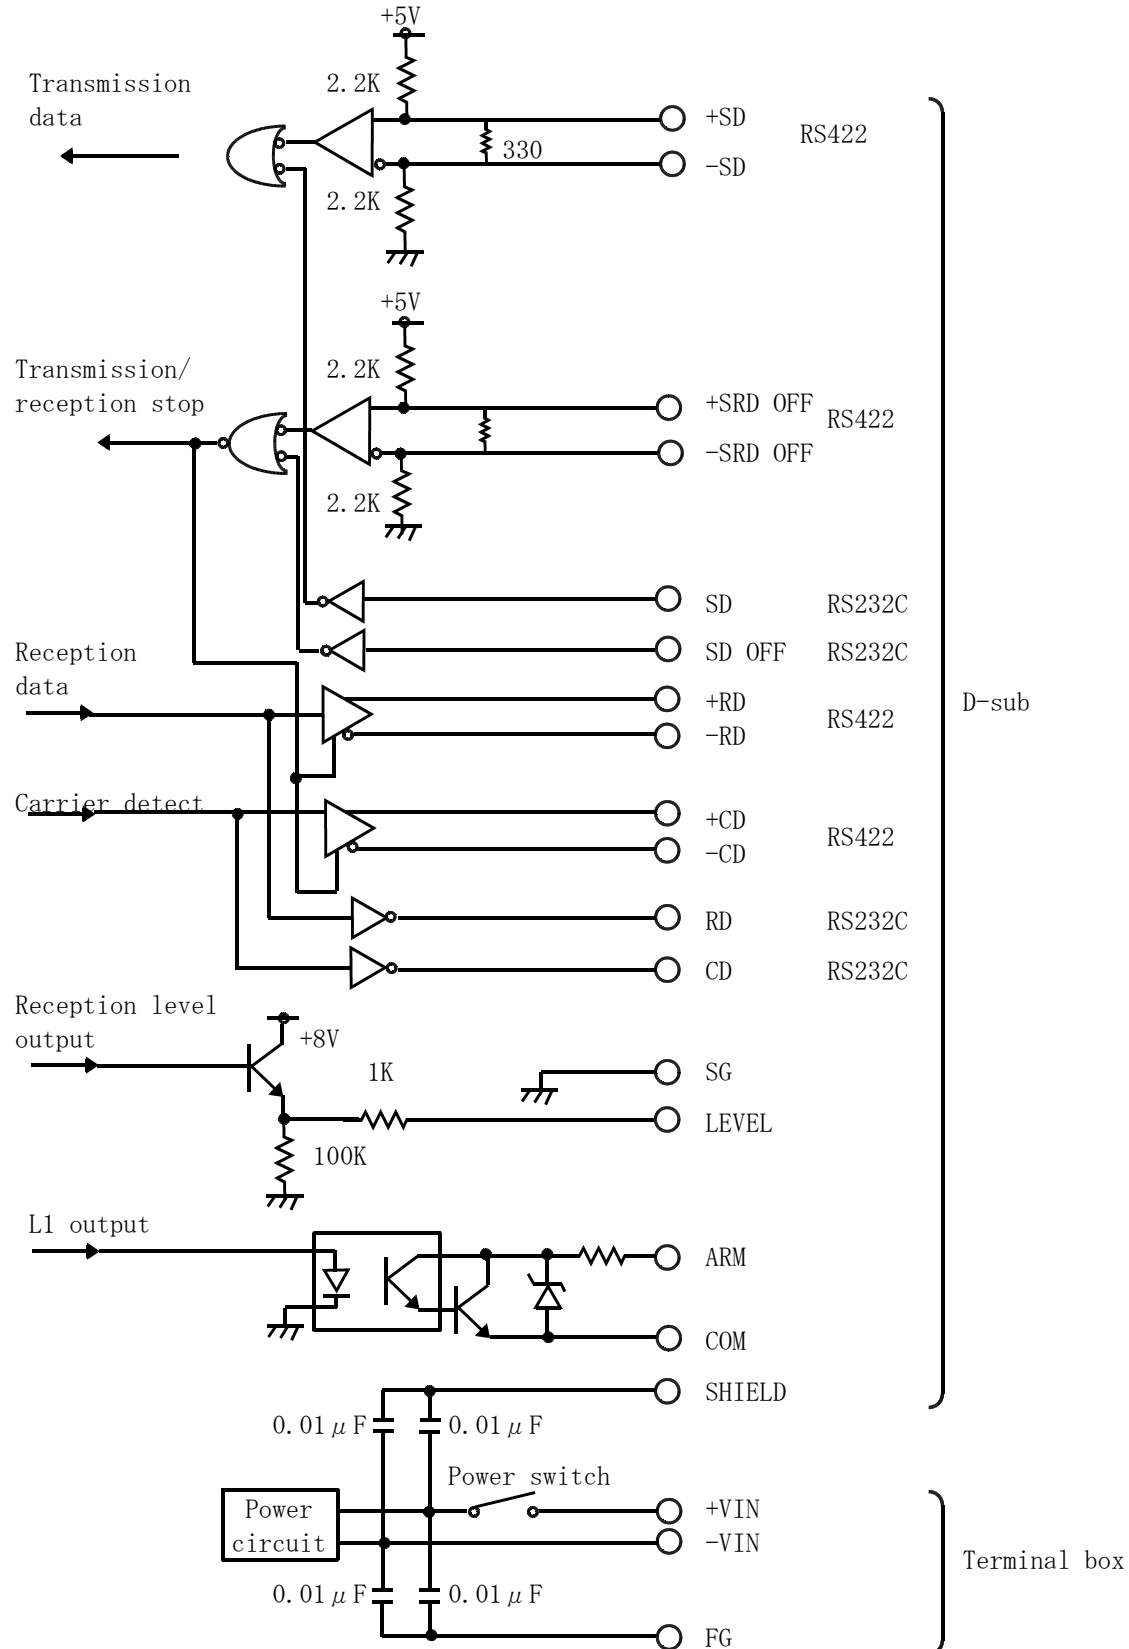 +5V
Transmission
data
2.2K
+SD
RS422
330
-SD
2.2K
+5V
Transmission/
reception stop
2.2K
+SRD OFF
RS422
-SRD OFF
2.2K
SD
RS232C
Reception
data
SD OFF
RS232C
+RD
RS422
-RD
D-sub
Carrier detect
+CD
RS422
-CD
RD
RS232C
CD
RS232C
Reception level
output
+8V
1K
SG
LEVEL
100K
L1 output
ARM
COM
SHIELD
0.01μF
0.01μF
Power switch
Power
circuit
+VIN
-VIN
Terminal box
0.01μF
0.01μF
FG